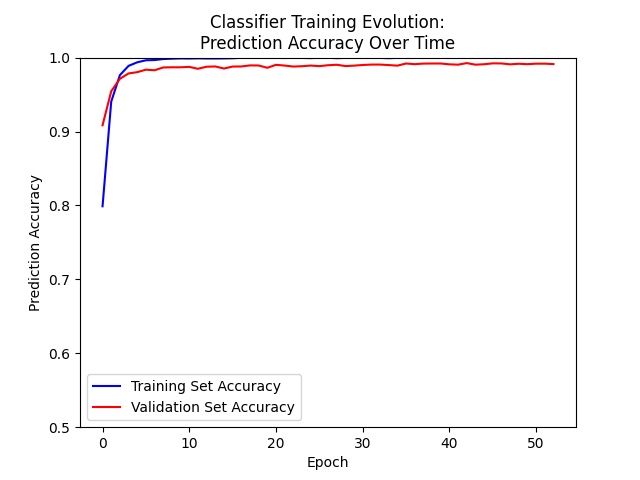 Classifier Training Evolution:
Prediction Accuracy Over Time
1.0
0.9
0.8
0.7
0.6
0.5
Prediction Accuracy
Training Set Accuracy
Validation Set Accuracy
0
10
20
30
40
50
Epoch